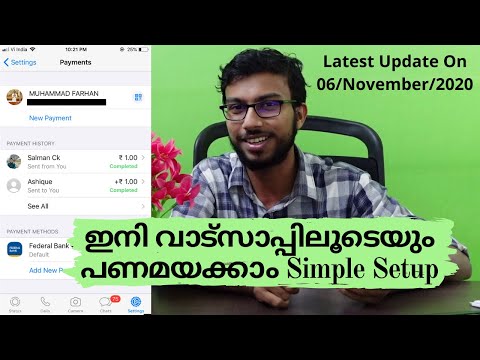 Vi India
10:21 PM
25%
Settings
Payments
MUHAMMAD FARHAN
New Payment
PAYMENT HISTORY
Salman Ck
₹ 1.00
Sent from You
Completed
Ashique
+₹ 1.00
Sent to You
Completed
See All
PAYMENT METHODS
Federal Bank
Default
Add New P
Status
Calls
Camera
Chats
75
Settings
Latest Update On
06/November/2020
ഇനി വാട്സാപ്പിലൂടെയും
പണമയക്കാം Simple Setup